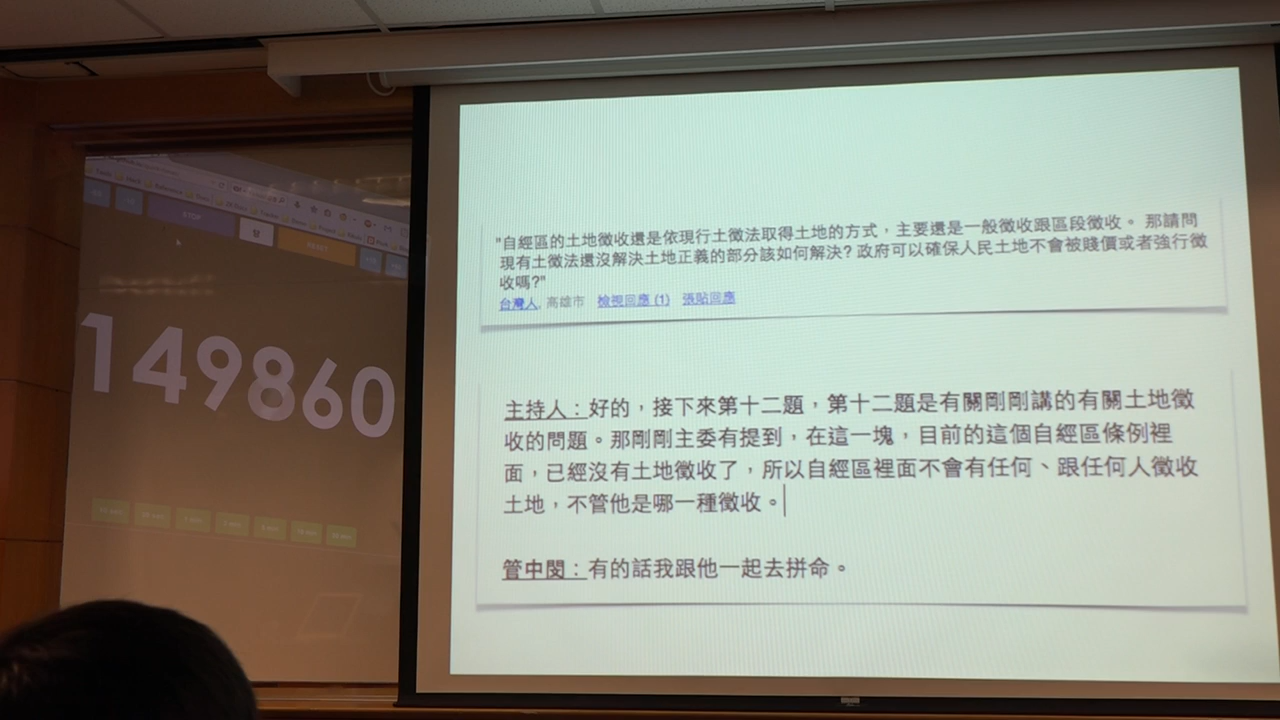 STOP
RESET
149860
"自經區的土地徵收還是依現行土徵法取得土地的方式，主要還是一般徵收跟區段徵收。 那請問
現有土徵法還沒解決土地正義的部分該如何解決? 政府可以確保人民土地不會被賤價或者強行徵
收嗎?"
台灣人, 高雄市 檢視回應 (1) 張貼回應
主持人：好的，接下來第十二題，第十二題是有關剛剛講的有關土地徵
收的問題。那剛剛主委有提到，在這一塊，目前的這個自經區條例裡
面，已經沒有土地徵收了，所以自經區裡面不會有任何、跟任何人徵收
土地，不管他是哪一種徵收。
管中閔：有的話我跟他一起去拼命。